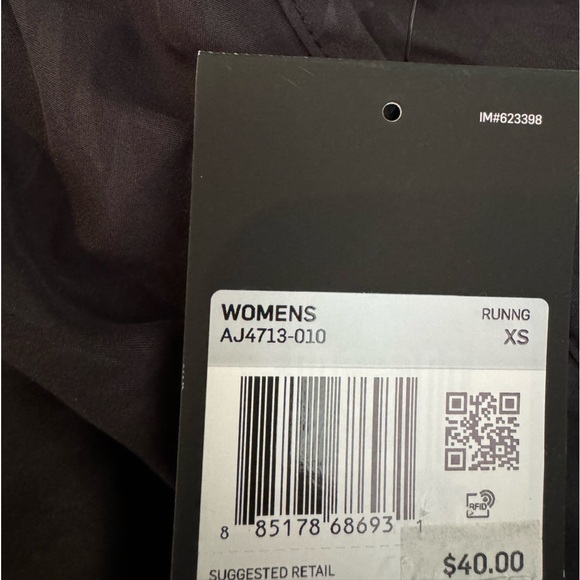 IM#623398
WOMENS RUNNG
AJ4713-010 XS
RFID
8 85178 68693 1
SUGGESTED RETAIL $40.00